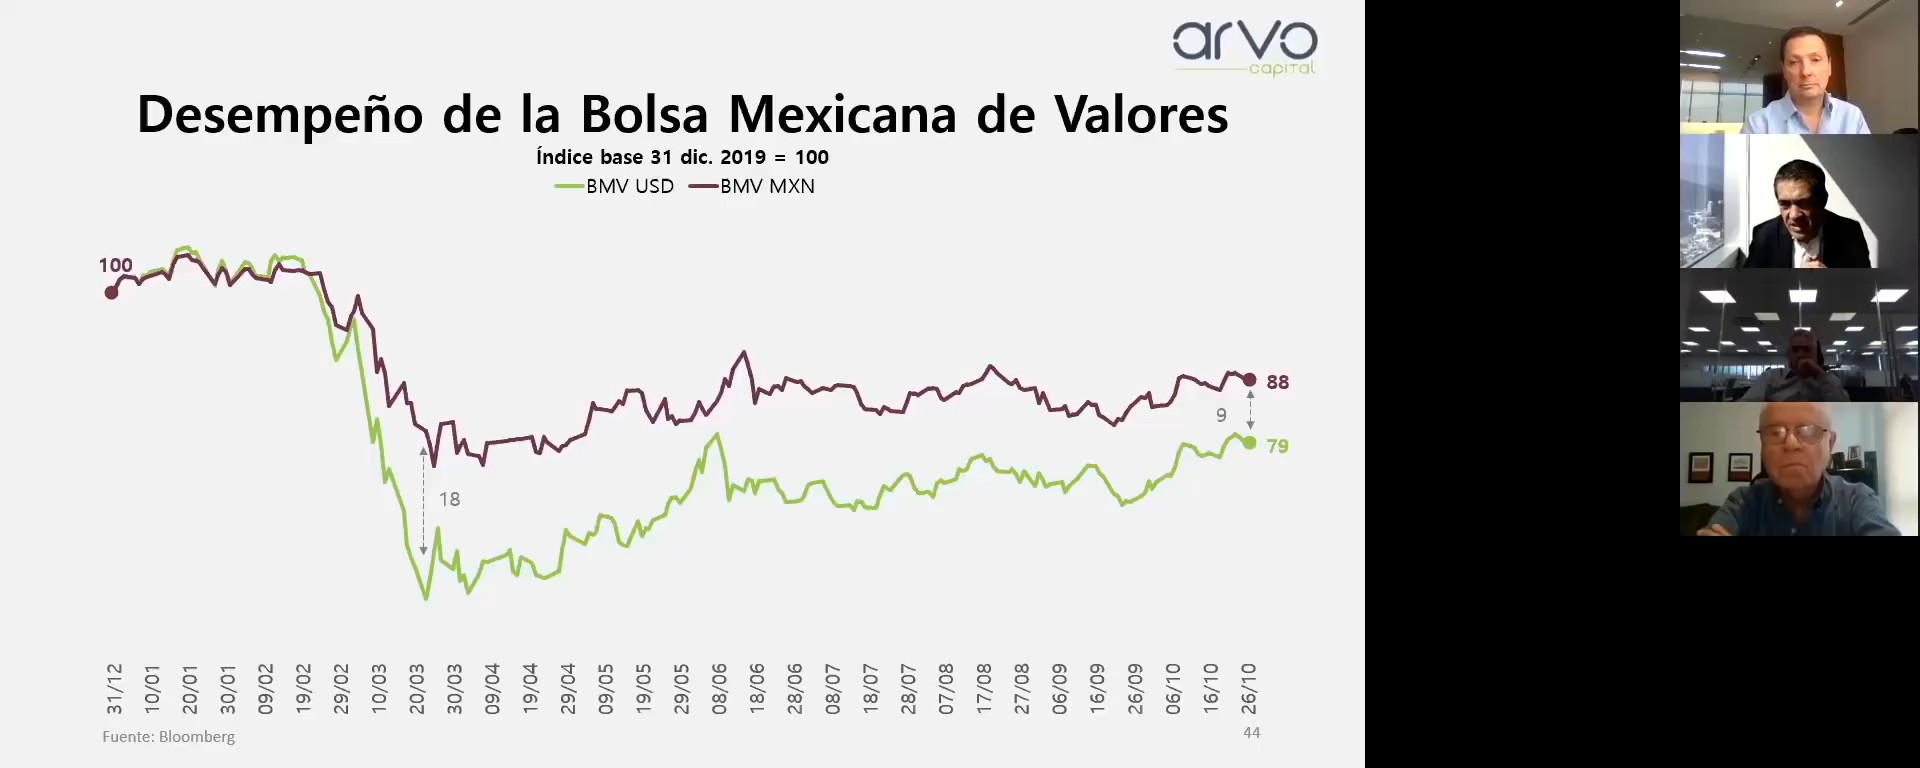 arvo
capital
Desempeño de la Bolsa Mexicana de Valores
Índice base 31 dic. 2019 = 100
BMV USD BMV MXN
100
88
9
79
18
31/12 10/01 20/01 30/01 09/02 19/02 29/02 10/03 20/03 30/03 09/04 19/04 29/04 09/05 19/05 29/05 08/06 18/06 28/06 08/07 18/07 28/07 07/08 17/08 27/08 06/09 16/09 26/09 06/10 16/10 26/10
Fuente: Bloomberg
44